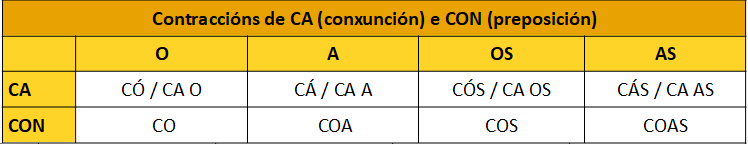 Contraccións de CA (conxunción) e CON (preposición)
O A OS AS
CA CÓ / CA O CÁ / CA A CÓS / CA OS CÁS / CA AS
CON CO COA COS COAS